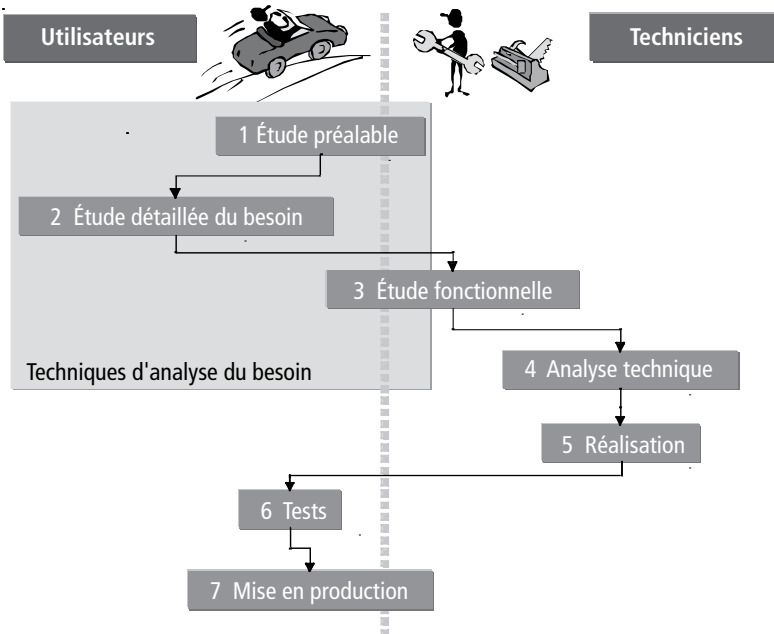 Utilisateurs
Techniciens
1 Étude préalable
2 Étude détaillée du besoin
3 Étude fonctionnelle
Techniques d'analyse du besoin
4 Analyse technique
5 Réalisation
6 Tests
7 Mise en production